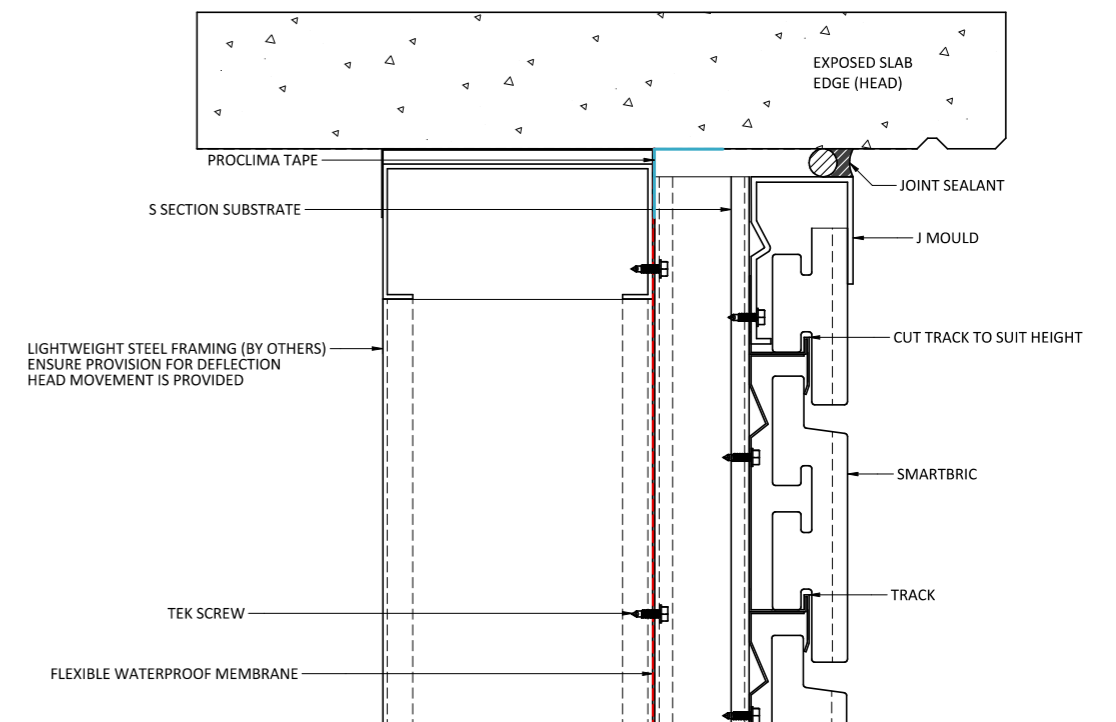 EXPOSED SLAB
EDGE (HEAD)
PROCLIMA TAPE
JOINT SEALANT
S SECTION SUBSTRATE
J MOULD
CUT TRACK TO SUIT HEIGHT
LIGHTWEIGHT STEEL FRAMING (BY OTHERS)
ENSURE PROVISION FOR DEFLECTION
HEAD MOVEMENT IS PROVIDED
SMARTBRIC
TRACK
TEK SCREW
FLEXIBLE WATERPROOF MEMBRANE